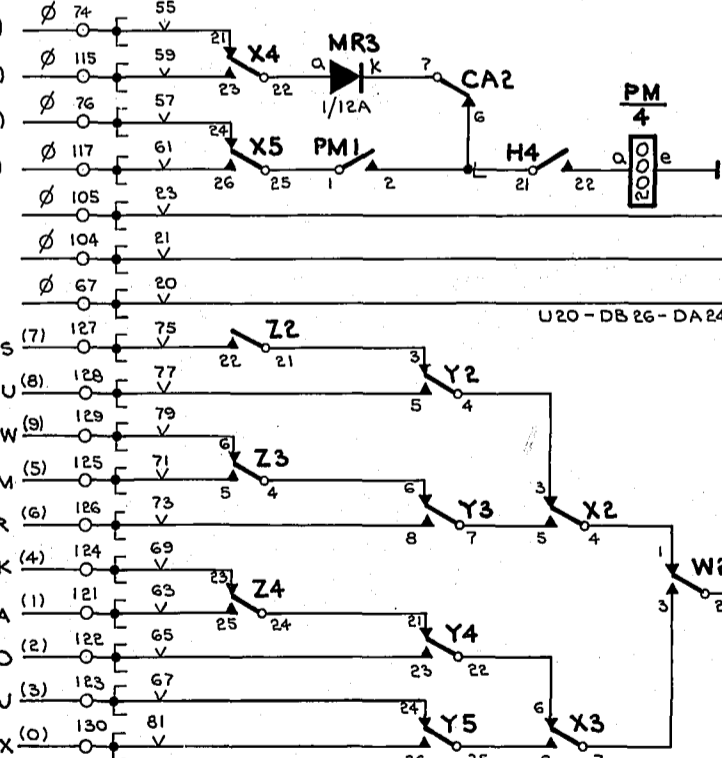 Ø 74 55
21 X4 MR3
Ø 115 59 a k 7 CA2
23 22 1/12A 6 PM
Ø 76 57 4
24 X5 PM1 H4
Ø 117 61 a e
26 25 1 2 21 22
Ø 105 23
Ø 104 21
Ø 67 20
U20-DB26-DA24
S (7) 127 75 Z2
22 21 3 Y2
U (8) 128 77
5 4
W (9) 129 79
6 Z3
M (5) 125 71
5 4 6 Y3 3 X2
(6) 126 73
8 7 5 4
K (4) 124 69 1 W2
23 Z4
A (1) 121 63 3 2
25 24 21 Y4
(2) 122 65
23 22
U (3) 123 67
24 Y5 6 X3
X (0) 130 81